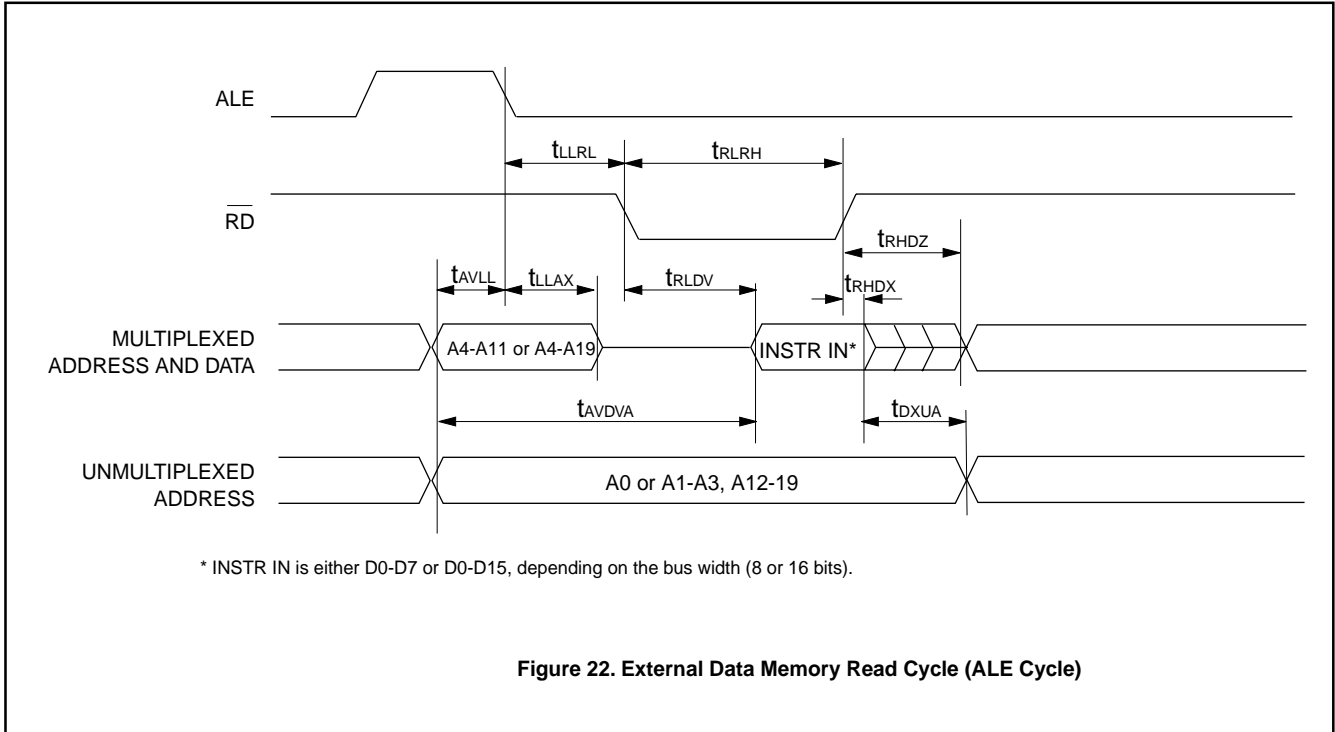 ALE
tLLRL
tRLRH
RD
tRHDZ
tAVLL
tLLAX
tRLDV
tRHDX
MULTIPLEXED
ADDRESS AND DATA
A4-A11 or A4-A19
INSTR IN*
tAVDVA
tDXUA
UNMULTIPLEXED
ADDRESS
A0 or A1-A3, A12-19
* INSTR IN is either D0-D7 or D0-D15, depending on the bus width (8 or 16 bits).
Figure 22. External Data Memory Read Cycle (ALE Cycle)